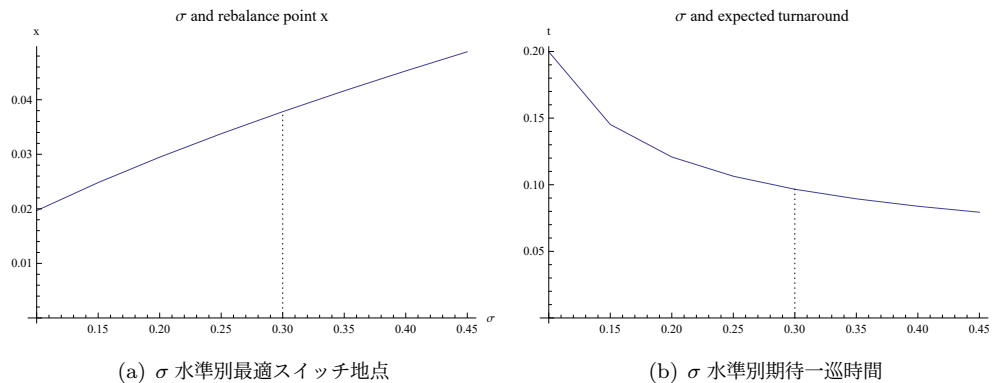 σ and rebalance point x
x
0.04
0.03
0.02
0.01
0.15 0.20 0.25 0.30 0.35 0.40 0.45 σ
(a) σ 水準別最適スイッチ地点
σ and expected turnaround
t
0.20
0.15
0.10
0.05
0.15 0.20 0.25 0.30 0.35 0.40 0.45 σ
(b) σ 水準別期待一巡時間